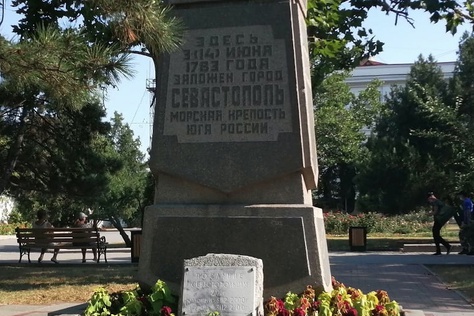 ЗДЕСЬ
3 (14) ИЮНЯ
1783 ГОДА
ЗАЛОЖЕН ГОРОД
СЕВАСТОПОЛЬ
МОРСКАЯ КРЕПОСТЬ
ЮГА РОССИИ